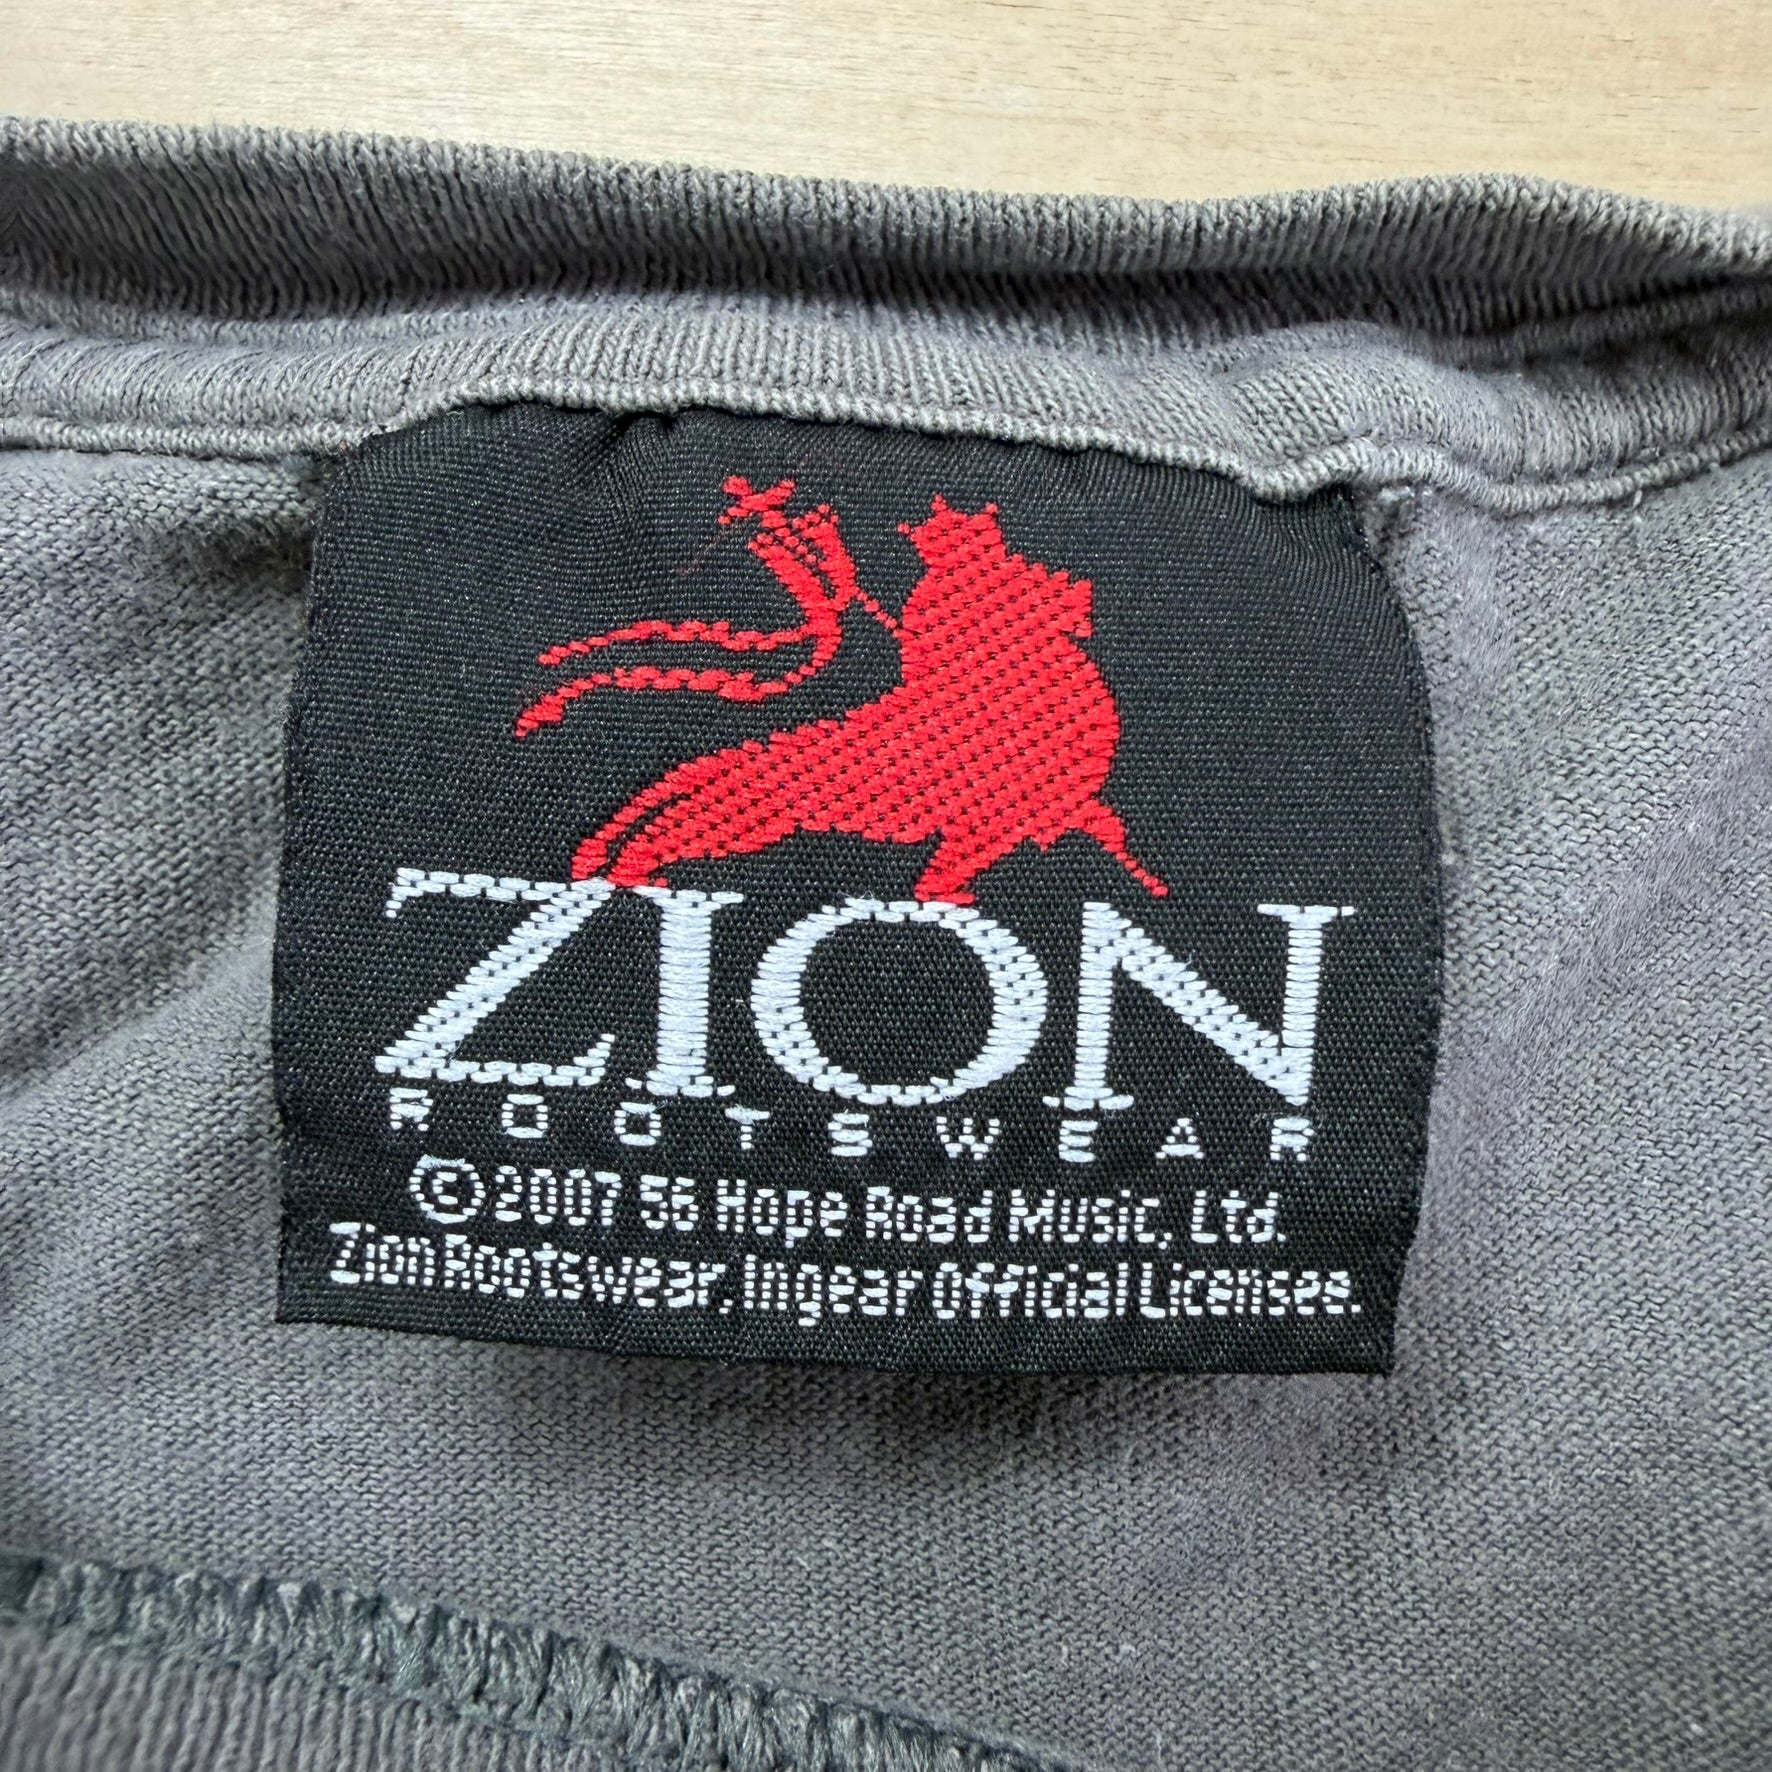 ZION
ROOTSWEAR
©2007 56 Hope Road Music, Ltd.
Zion Rootswear, Ingear Official Licensee.